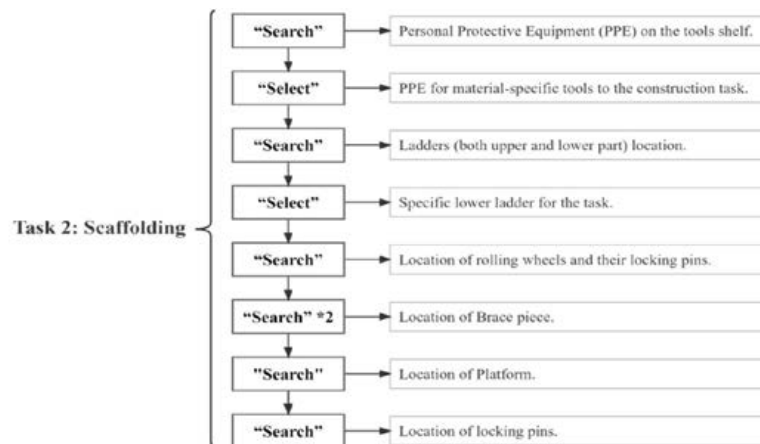 “Search” Personal Protective Equipment (PPE) on the tools shelf.
“Select” PPE for material-specific tools to the construction task.
“Search” Ladders (both upper and lower part) location.
“Select” Specific lower ladder for the task.
Task 2: Scaffolding
“Search” Location of rolling wheels and their locking pins.
“Search” *2 Location of Brace piece.
"Search" Location of Platform.
“Search” Location of locking pins.